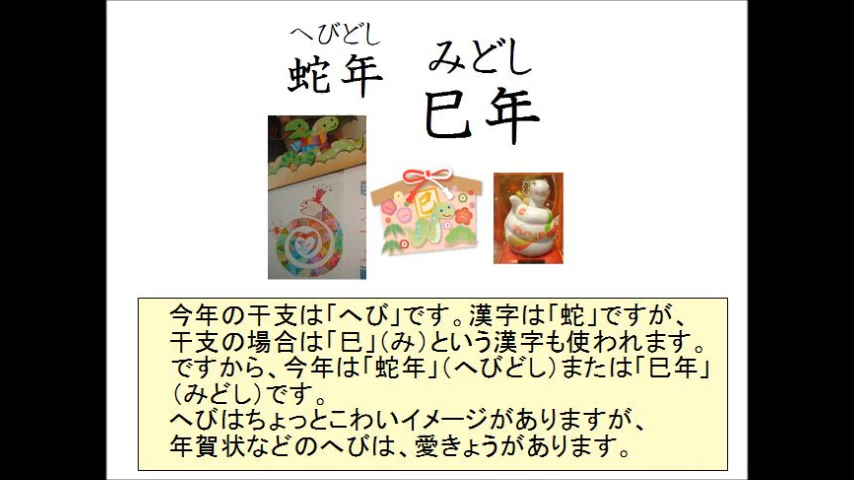 へびどし
蛇年
みどし
巳年
巳
今年の干支は「へび」です。漢字は「蛇」ですが、
干支の場合は「巳」(み)という漢字も使われます。
ですから、今年は「蛇年」(へびどし)または「巳年」
(みどし)です。
へびはちょっとこわいイメージがありますが、
年賀状などのへびは、愛きょうがあります。